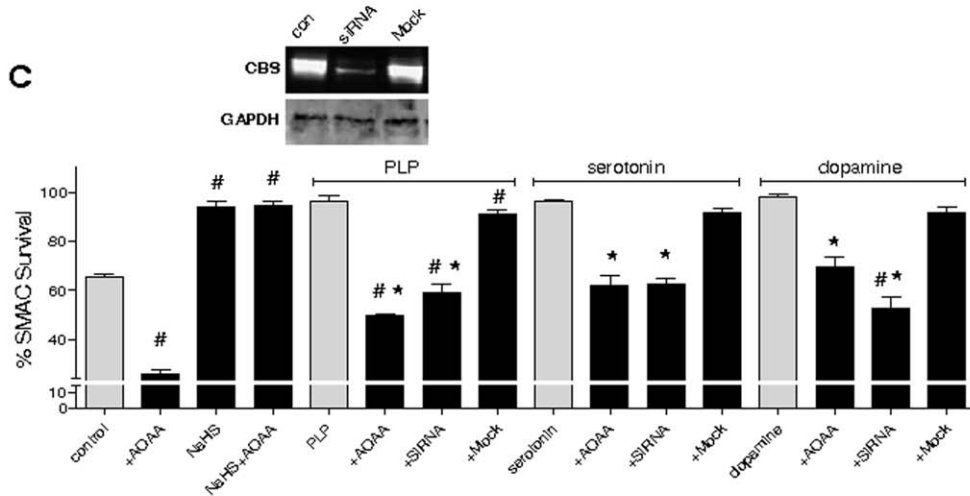 C
con siRNA Mock
CBS
GAPDH
PLP serotonin dopamine
% SMAC Survival
100
80
60
40
10
0
# # # # * # * # * * * # *
control +AOAA NaHS NaHS+AOAA PLP +AOAA +SIRNA +Mock serotonin +AOAA +SIRNA +Mock dopamine +AOAA +SIRNA +Mock